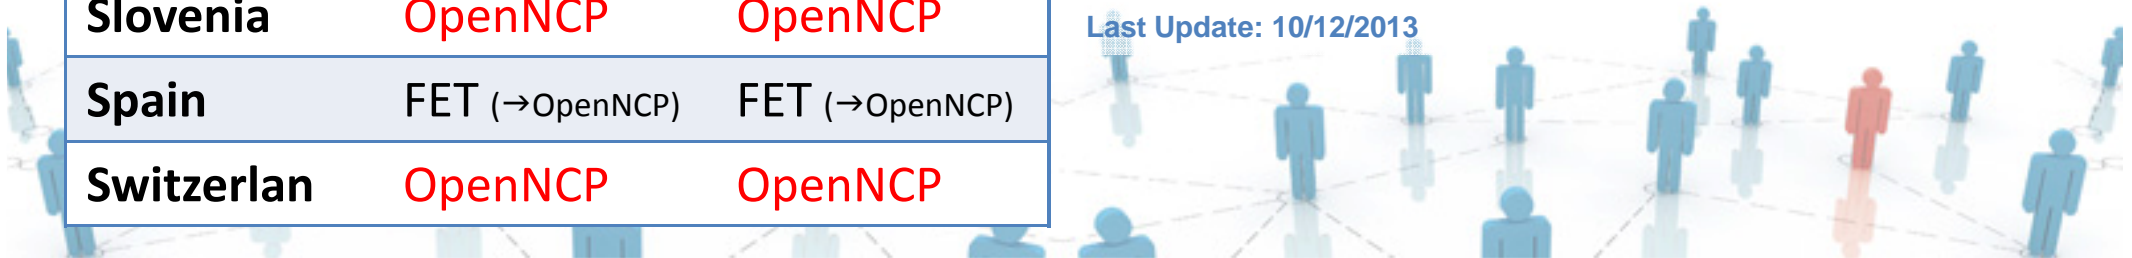 Slovenia OpenNCP OpenNCP
Last Update: 10/12/2013
Spain FET (→OpenNCP) FET (→OpenNCP)
Switzerlan OpenNCP OpenNCP